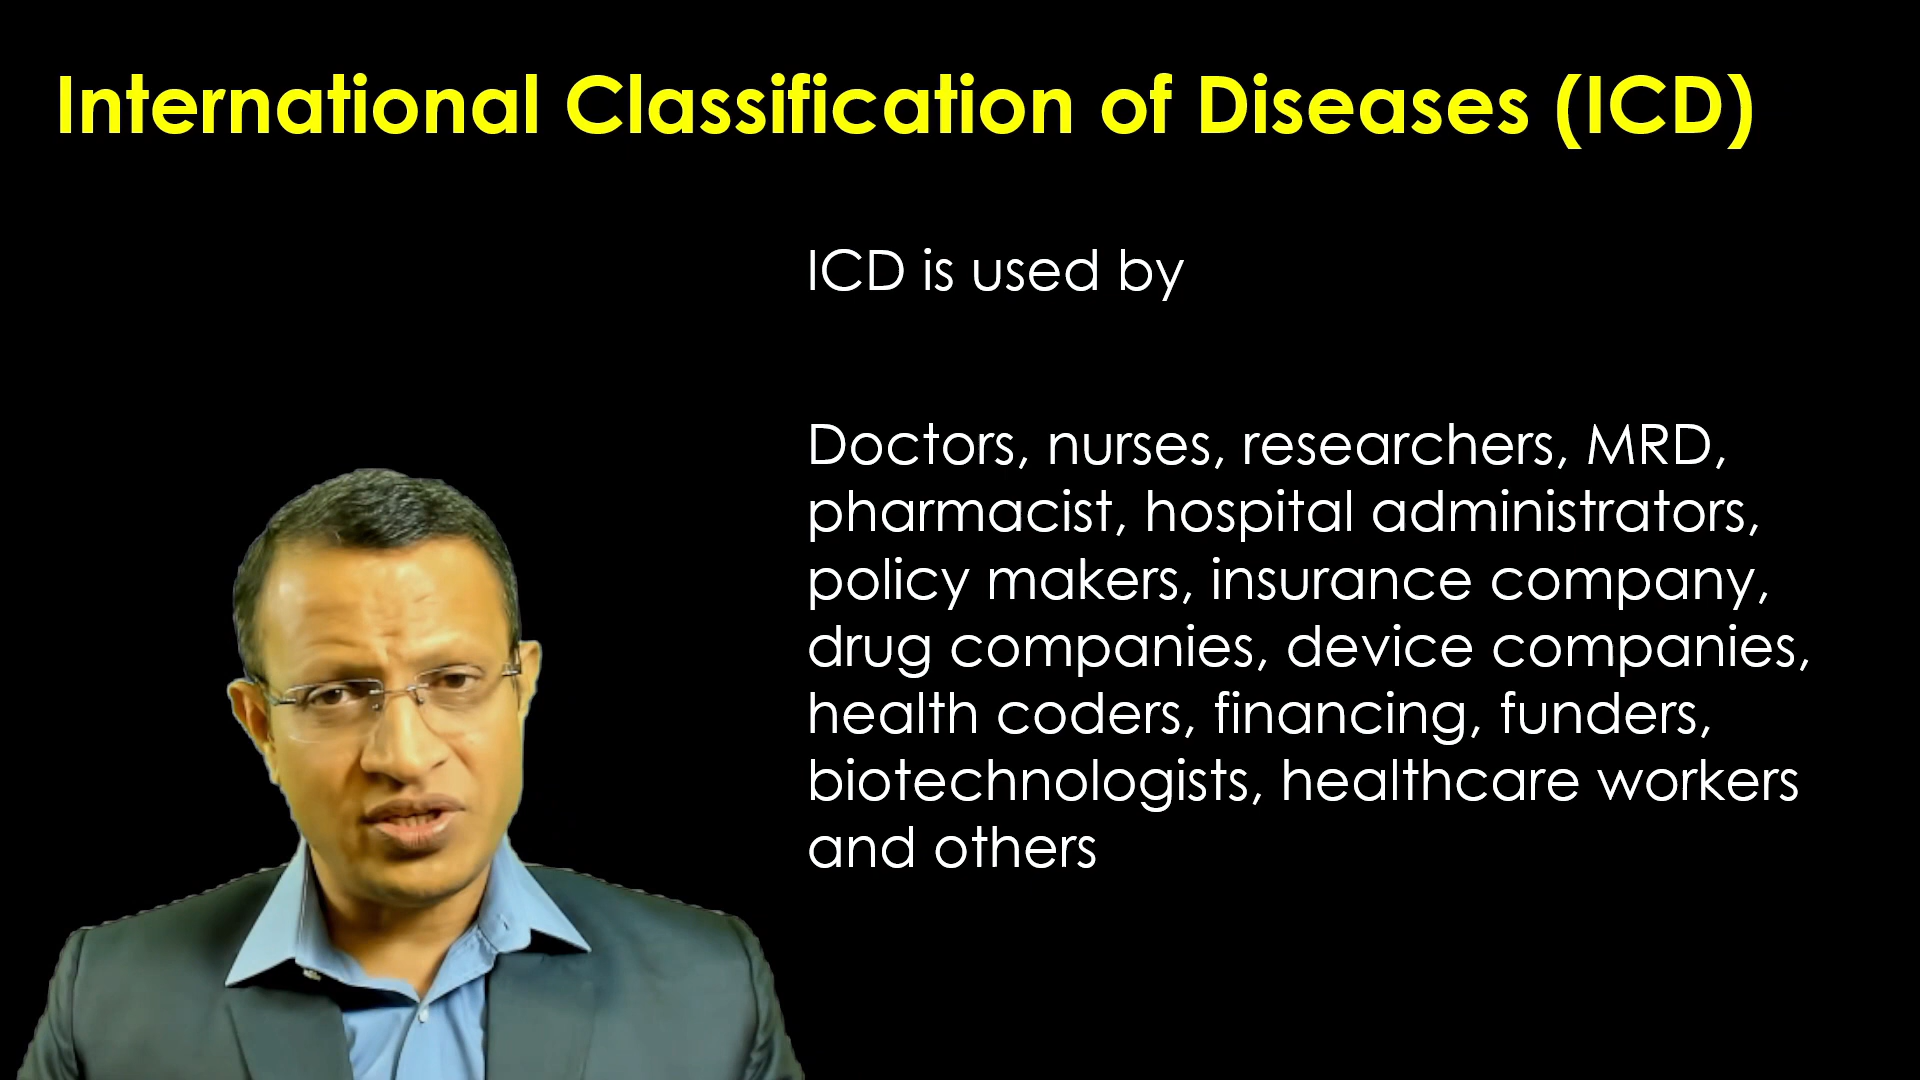 International Classification of Diseases (ICD)
ICD is used by
Doctors, nurses, researchers, MRD,
pharmacist, hospital administrators,
policy makers, insurance company,
drug companies, device companies,
health coders, financing, funders,
biotechnologists, healthcare workers
and others